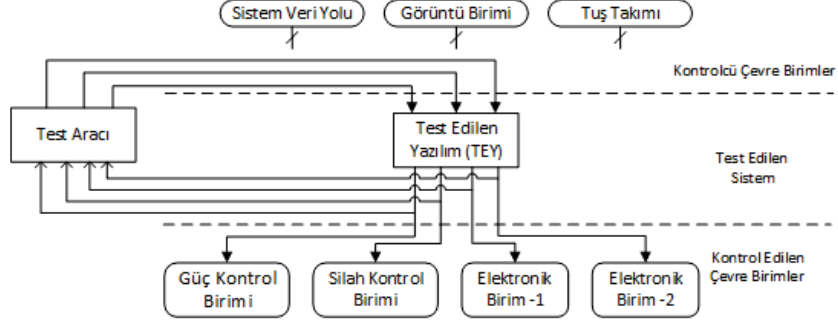 Sistem Veri Yolu
Görüntü Birimi
Tuş Takımı
Kontrolcü Çevre Birimler
Test Aracı
Test Edilen
Yazılım (TEY)
Test Edilen
Sistem
Güç Kontrol
Birimi
Silah Kontrol
Birimi
Elektronik
Birim -1
Elektronik
Birim -2
Kontrol Edilen
Çevre Birimler